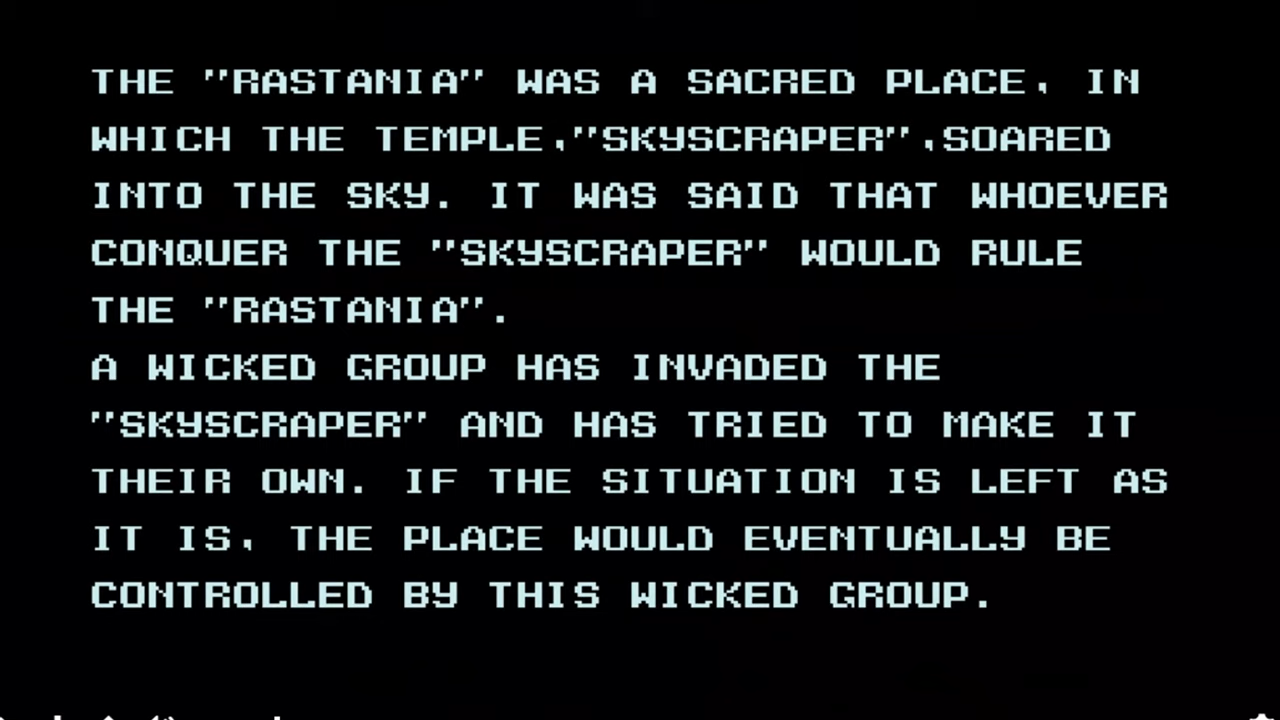 THE "RASTANIA" WAS A SACRED PLACE, IN
WHICH THE TEMPLE,"SKYSCRAPER",SOARED
INTO THE SKY. IT WAS SAID THAT WHOEVER
CONQUER THE "SKYSCRAPER" WOULD RULE
THE "RASTANIA".
A WICKED GROUP HAS INVADED THE
"SKYSCRAPER" AND HAS TRIED TO MAKE IT
THEIR OWN. IF THE SITUATION IS LEFT AS
IT IS, THE PLACE WOULD EVENTUALLY BE
CONTROLLED BY THIS WICKED GROUP.